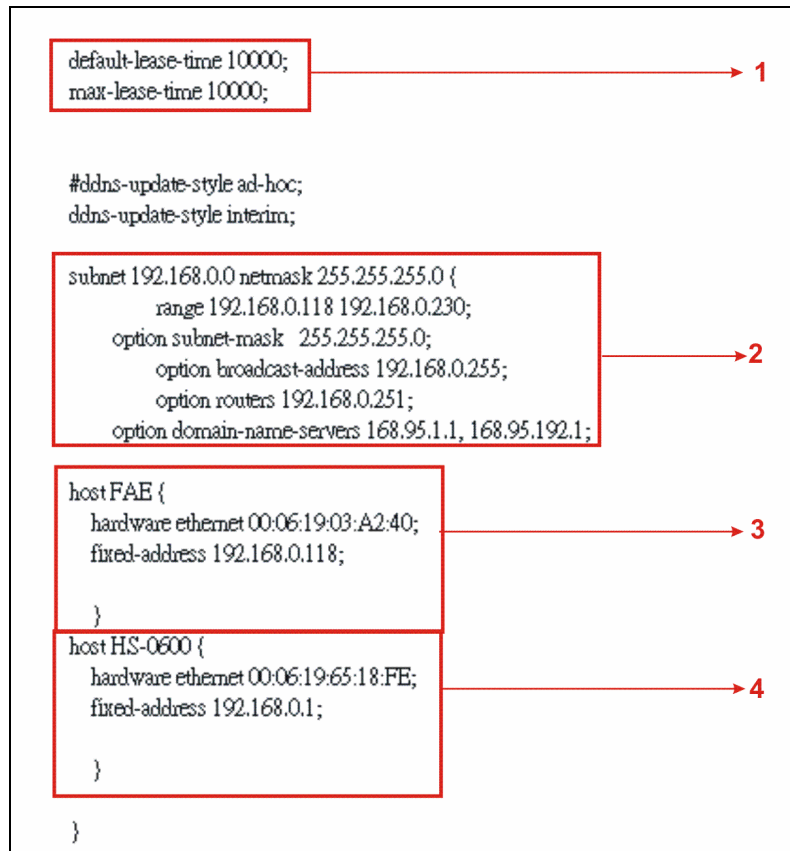 default-lease-time 10000;
max-lease-time 10000;
1
#ddns-update-style ad-hoc;
ddns-update-style interim;
subnet 192.168.0.0 netmask 255.255.255.0 {
range 192.168.0.118 192.168.0.230;
option subnet-mask 255.255.255.0;
option broadcast-address 192.168.0.255;
option routers 192.168.0.251;
option domain-name-servers 168.95.1.1, 168.95.192.1;
2
host FAE {
hardware ethernet 00:06:19:03:A2:40;
fixed-address 192.168.0.118;
}
3
host HS-0600 {
hardware ethernet 00:06:19:65:18:FE;
fixed-address 192.168.0.1;
}
4
}